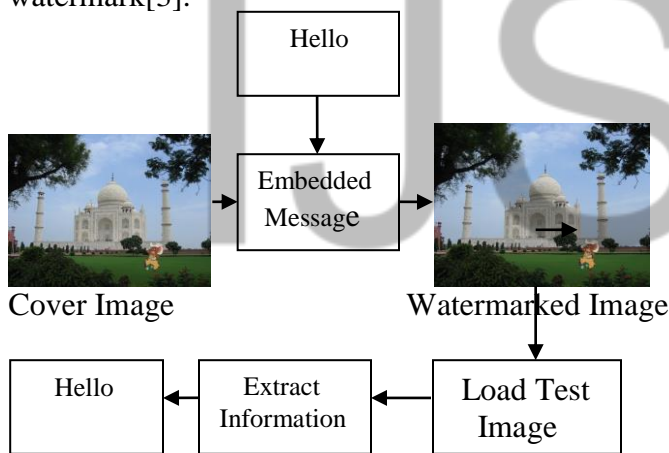 watermark[3].
Hello
Embedded
Message
Cover Image
Watermarked Image
Hello
Extract
Information
Load Test
Image